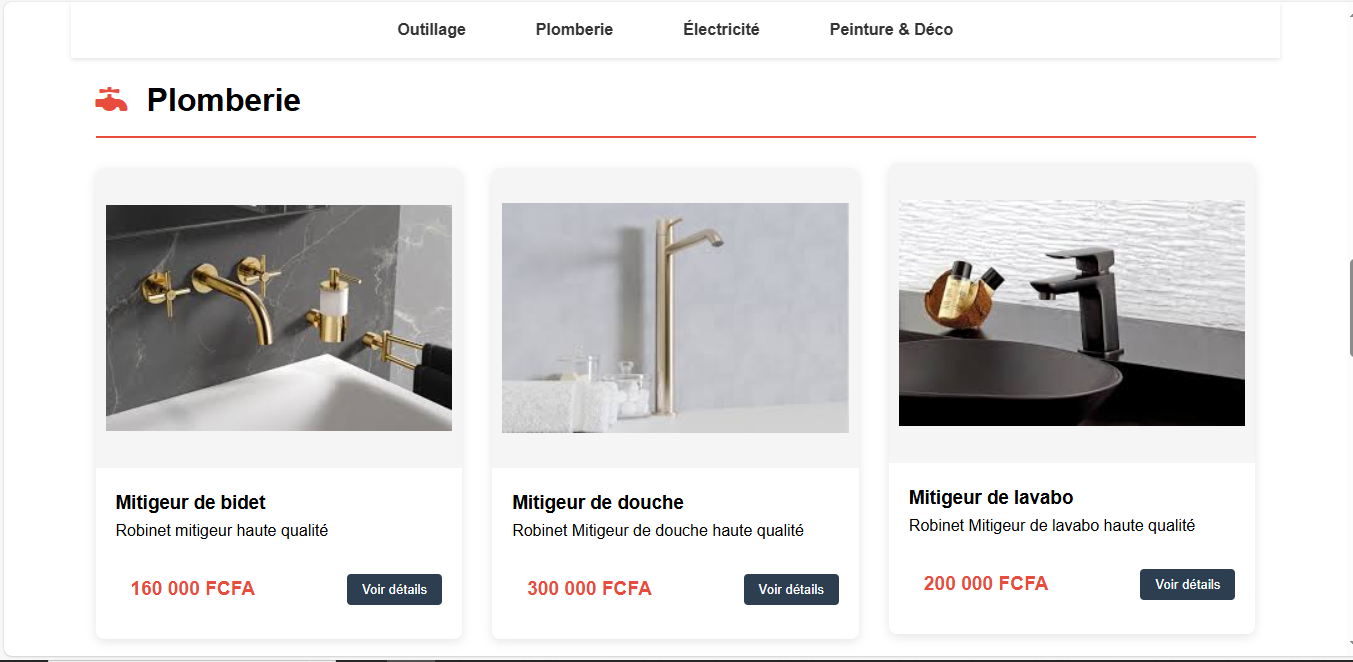 Outillage
Plomberie
Électricité
Peinture & Déco
Plomberie
Mitigeur de bidet
Robinet mitigeur haute qualité
160 000 FCFA
Voir détails
Mitigeur de douche
Robinet Mitigeur de douche haute qualité
300 000 FCFA
Voir détails
Mitigeur de lavabo
Robinet Mitigeur de lavabo haute qualité
200 000 FCFA
Voir détails